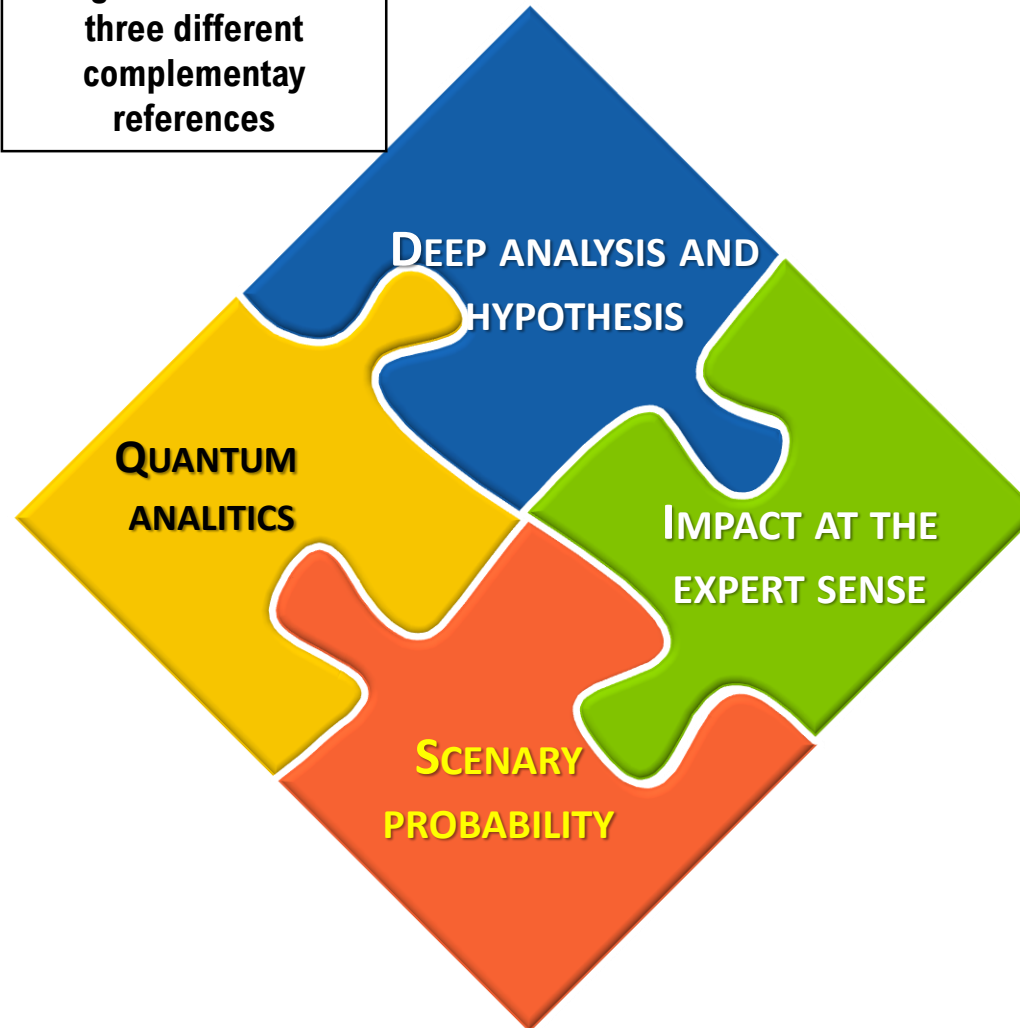 three different
complementay
references
DEEP ANALYSIS AND
HYPOTHESIS
QUANTUM
ANALITICS
IMPACT AT THE
EXPERT SENSE
SCENARY
PROBABILITY